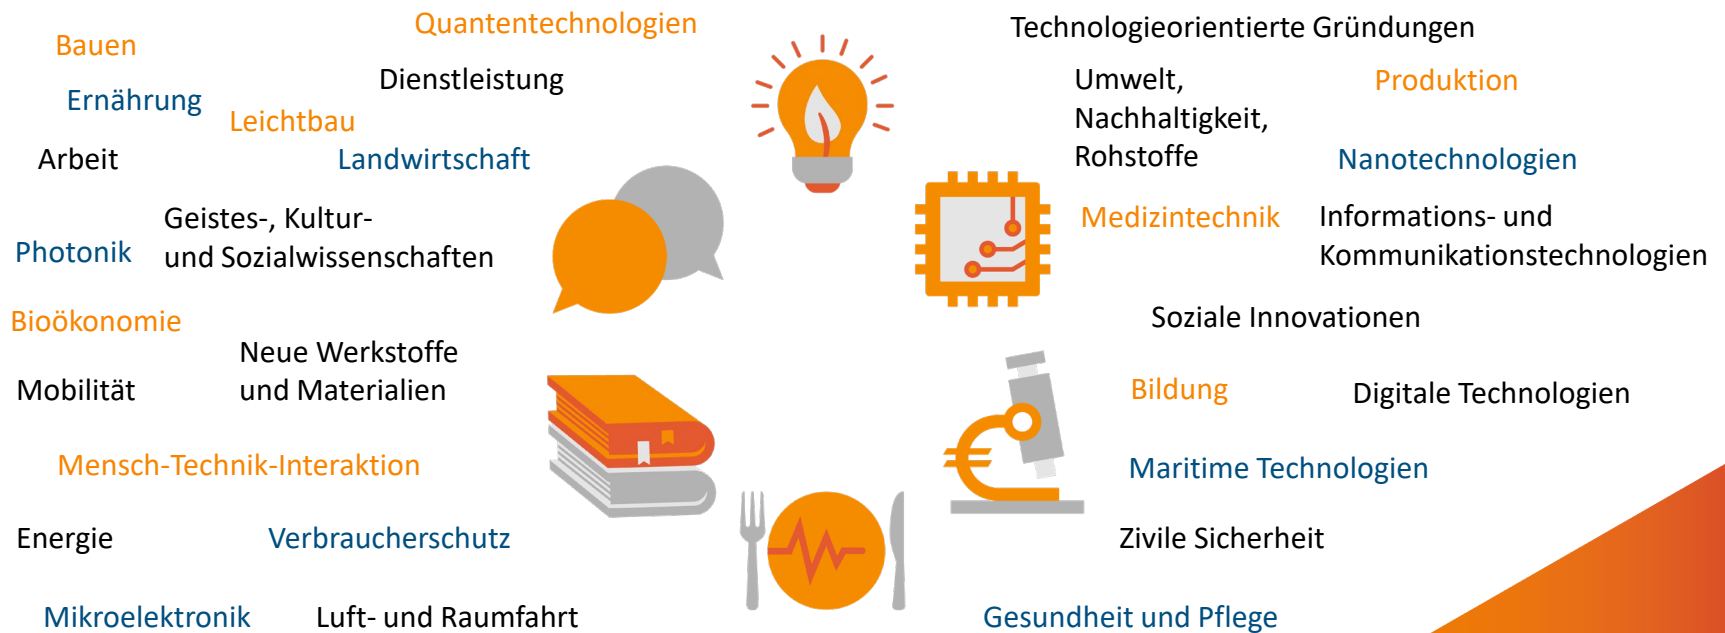 Quantentechnologien
Bauen
Dienstleistung
Ernährung
Leichtbau
Arbeit
Landwirtschaft
Geistes-, Kultur-
und Sozialwissenschaften
Photonik
Bioökonomie
Neue Werkstoffe
und Materialien
Mobilität
Mensch-Technik-Interaktion
Energie
Verbraucherschutz
Mikroelektronik
Luft- und Raumfahrt
Technologieorientierte Gründungen
Umwelt,
Nachhaltigkeit,
Rohstoffe
Produktion
Nanotechnologien
Medizintechnik
Informations- und
Kommunikationstechnologien
Soziale Innovationen
Bildung
Digitale Technologien
Maritime Technologien
Zivile Sicherheit
Gesundheit und Pflege